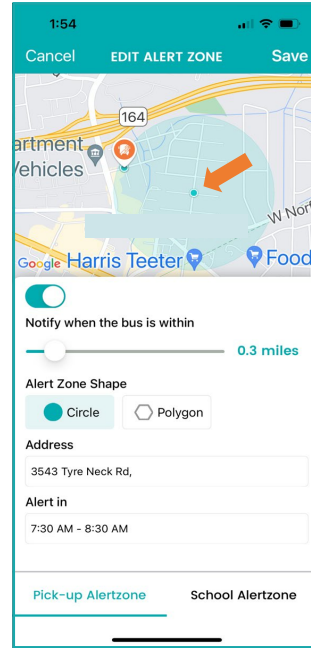 1:54
Cancel EDIT ALERT ZONE Save
164
artment
Vehicles
W Nor
Google Harris Teeter Food
Notify when the bus is within
0.3 miles
Alert Zone Shape
Circle Polygon
Address
3543 Tyre Neck Rd,
Alert in
7:30 AM - 8:30 AM
Pick-up Alertzone School Alertzone